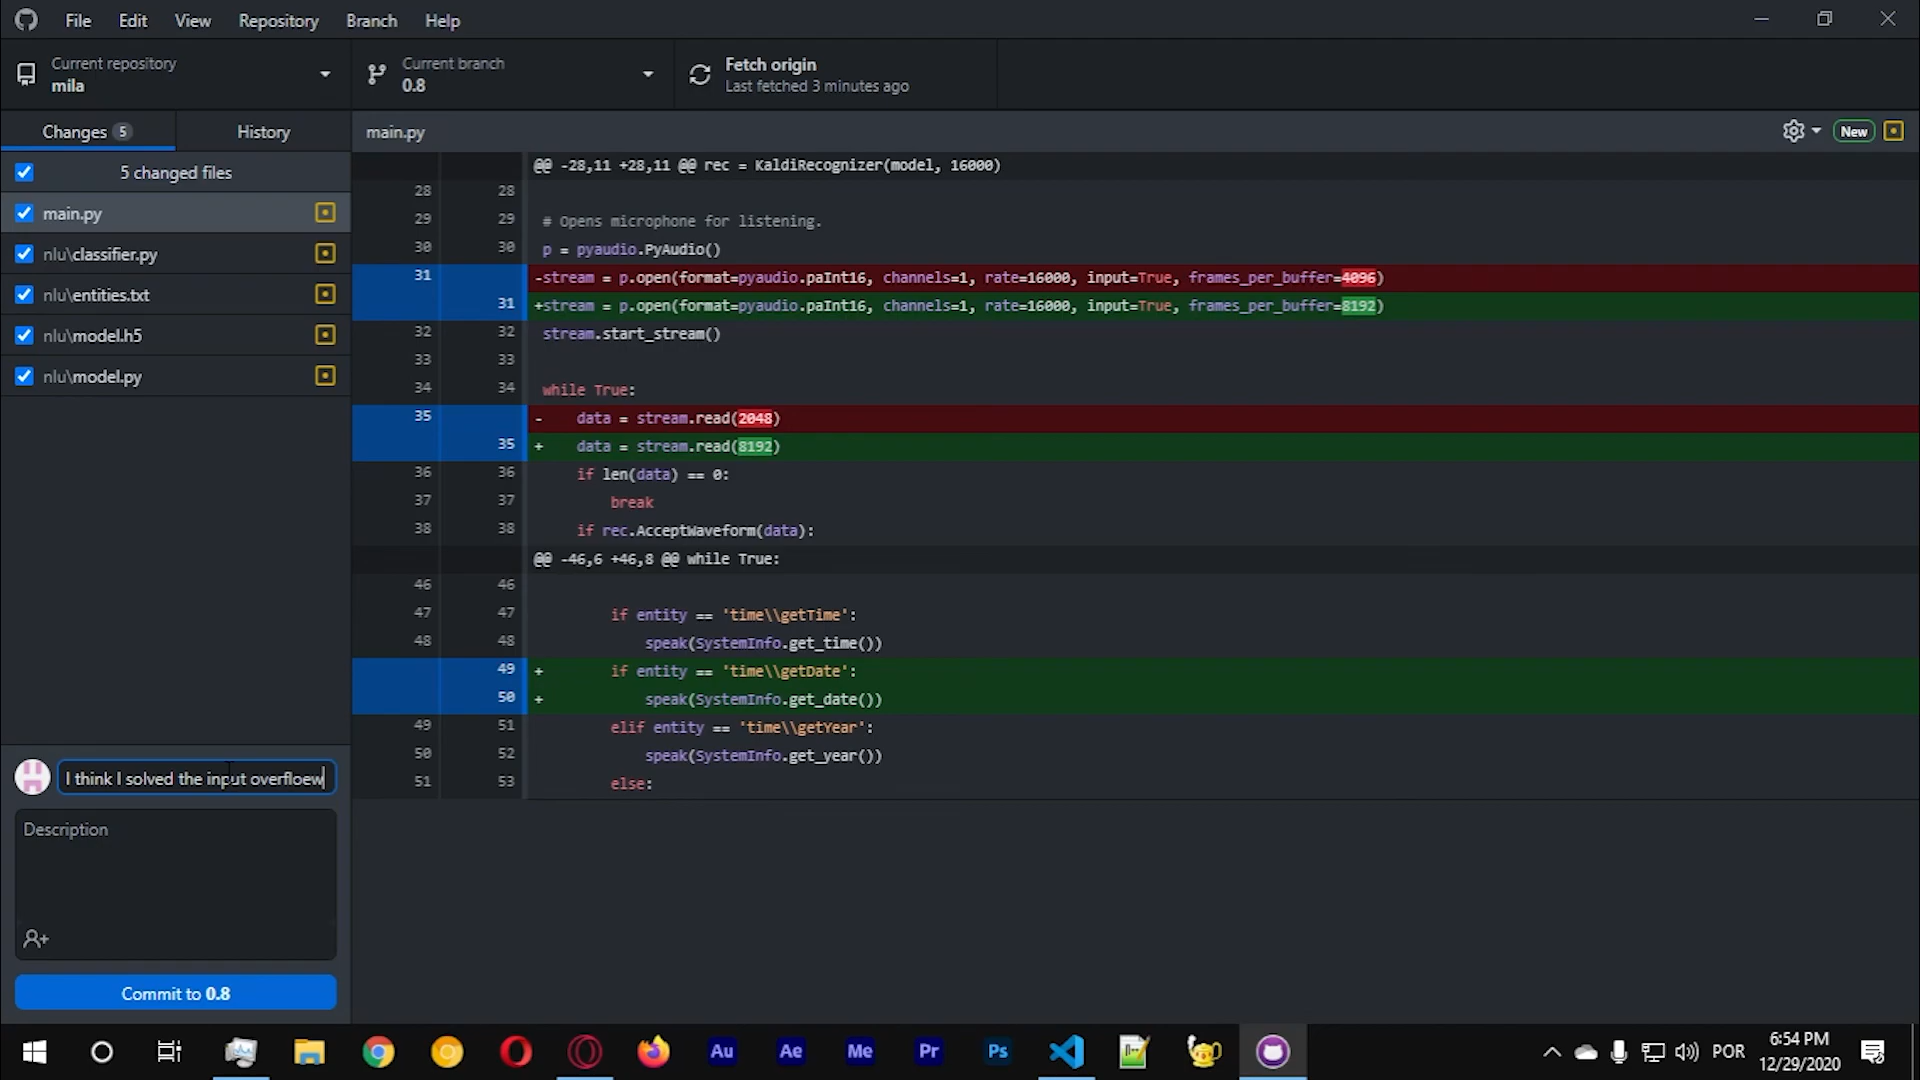 File Edit View Repository Branch Help
Current repository
mila
Current branch
0.8
Fetch origin
Last fetched 3 minutes ago
Changes 5 History
main.py
New
5 changed files
main.py
nlu\classifier.py
nlu\entities.txt
nlu\model.h5
nlu\model.py
@@ -28,11 +28,11 @@ rec = KaldiRecognizer(model, 16000)
28 28
29 29 # Opens microphone for listening.
30 30 p = pyaudio.PyAudio()
31 -stream = p.open(format=pyaudio.paInt16, channels=1, rate=16000, input=True, frames_per_buffer=4096)
31 +stream = p.open(format=pyaudio.paInt16, channels=1, rate=16000, input=True, frames_per_buffer=8192)
32 32 stream.start_stream()
33 33
34 34 while True:
35 - data = stream.read(2048)
35 + data = stream.read(8192)
36 36 if len(data) == 0:
37 37 break
38 38 if rec.AcceptWaveform(data):
@@ -46,6 +46,8 @@ while True:
46 46
47 47 if entity == 'time\\getTime':
48 48 speak(SystemInfo.get_time())
49 + if entity == 'time\\getDate':
50 + speak(SystemInfo.get_date())
49 51 elif entity == 'time\\getYear':
50 52 speak(SystemInfo.get_year())
51 53 else:
I think I solved the input overfloew
Description
Commit to 0.8
Au Ae Me Pr Ps
POR
6:54 PM
12/29/2020